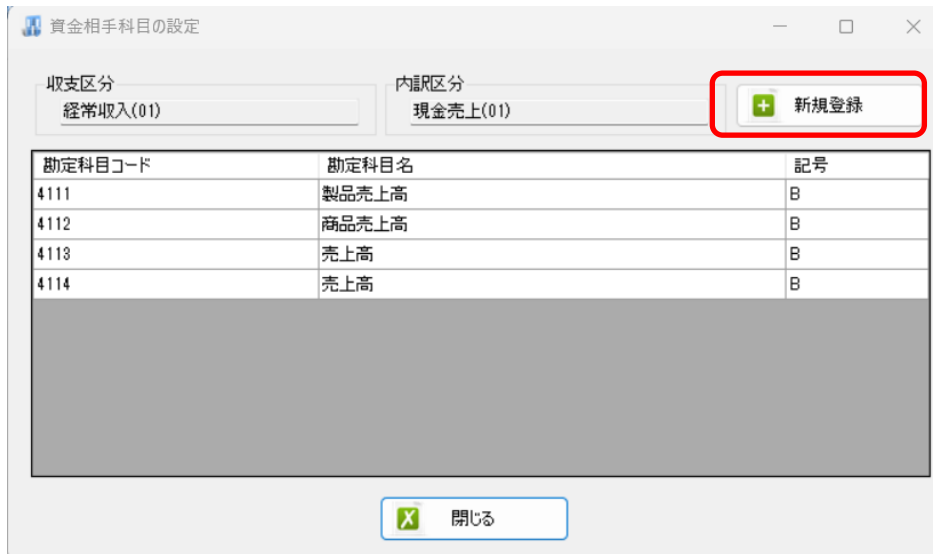 資金相手科目の設定
収支区分 内訳区分
経常収入(01) 現金売上(01) 新規登録
勘定科目コード 勘定科目名 記号
4111 製品売上高 B
4112 商品売上高 B
4113 売上高 B
4114 売上高 B
閉じる